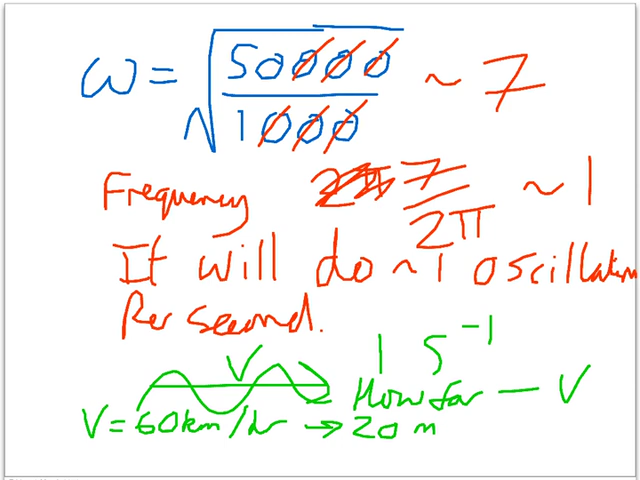 ω = √50000/1000 ~ 7
Frequency 7/2π ~ 1
It will do ~1 oscillation
Per second.
1 s⁻¹
V How far — V
V = 60km/hr → 20 m